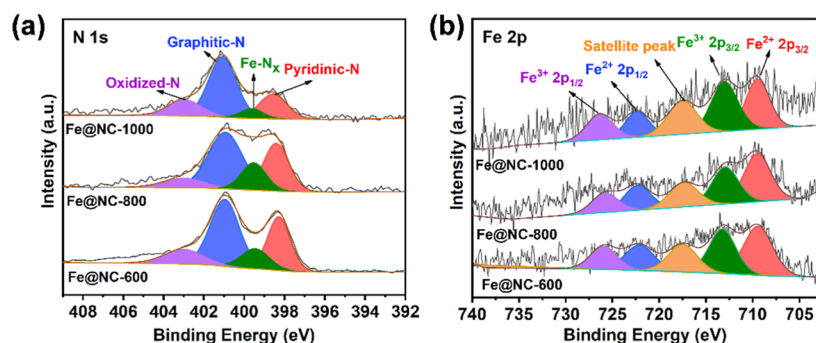 (a)
N 1s
Graphitic-N
Oxidized-N
Fe-Nx
Pyridinic-N
Fe@NC-1000
Fe@NC-800
Fe@NC-600
Intensity (a.u.)
408 406 404 402 400 398 396 394 392
Binding Energy (eV)
(b)
Fe 2p
Satellite peak
Fe3+ 2p3/2
Fe2+ 2p3/2
Fe3+ 2p1/2
Fe2+ 2p1/2
Fe@NC-1000
Fe@NC-800
Fe@NC-600
Intensity (a.u.)
740 735 730 725 720 715 710 705
Binding Energy (eV)